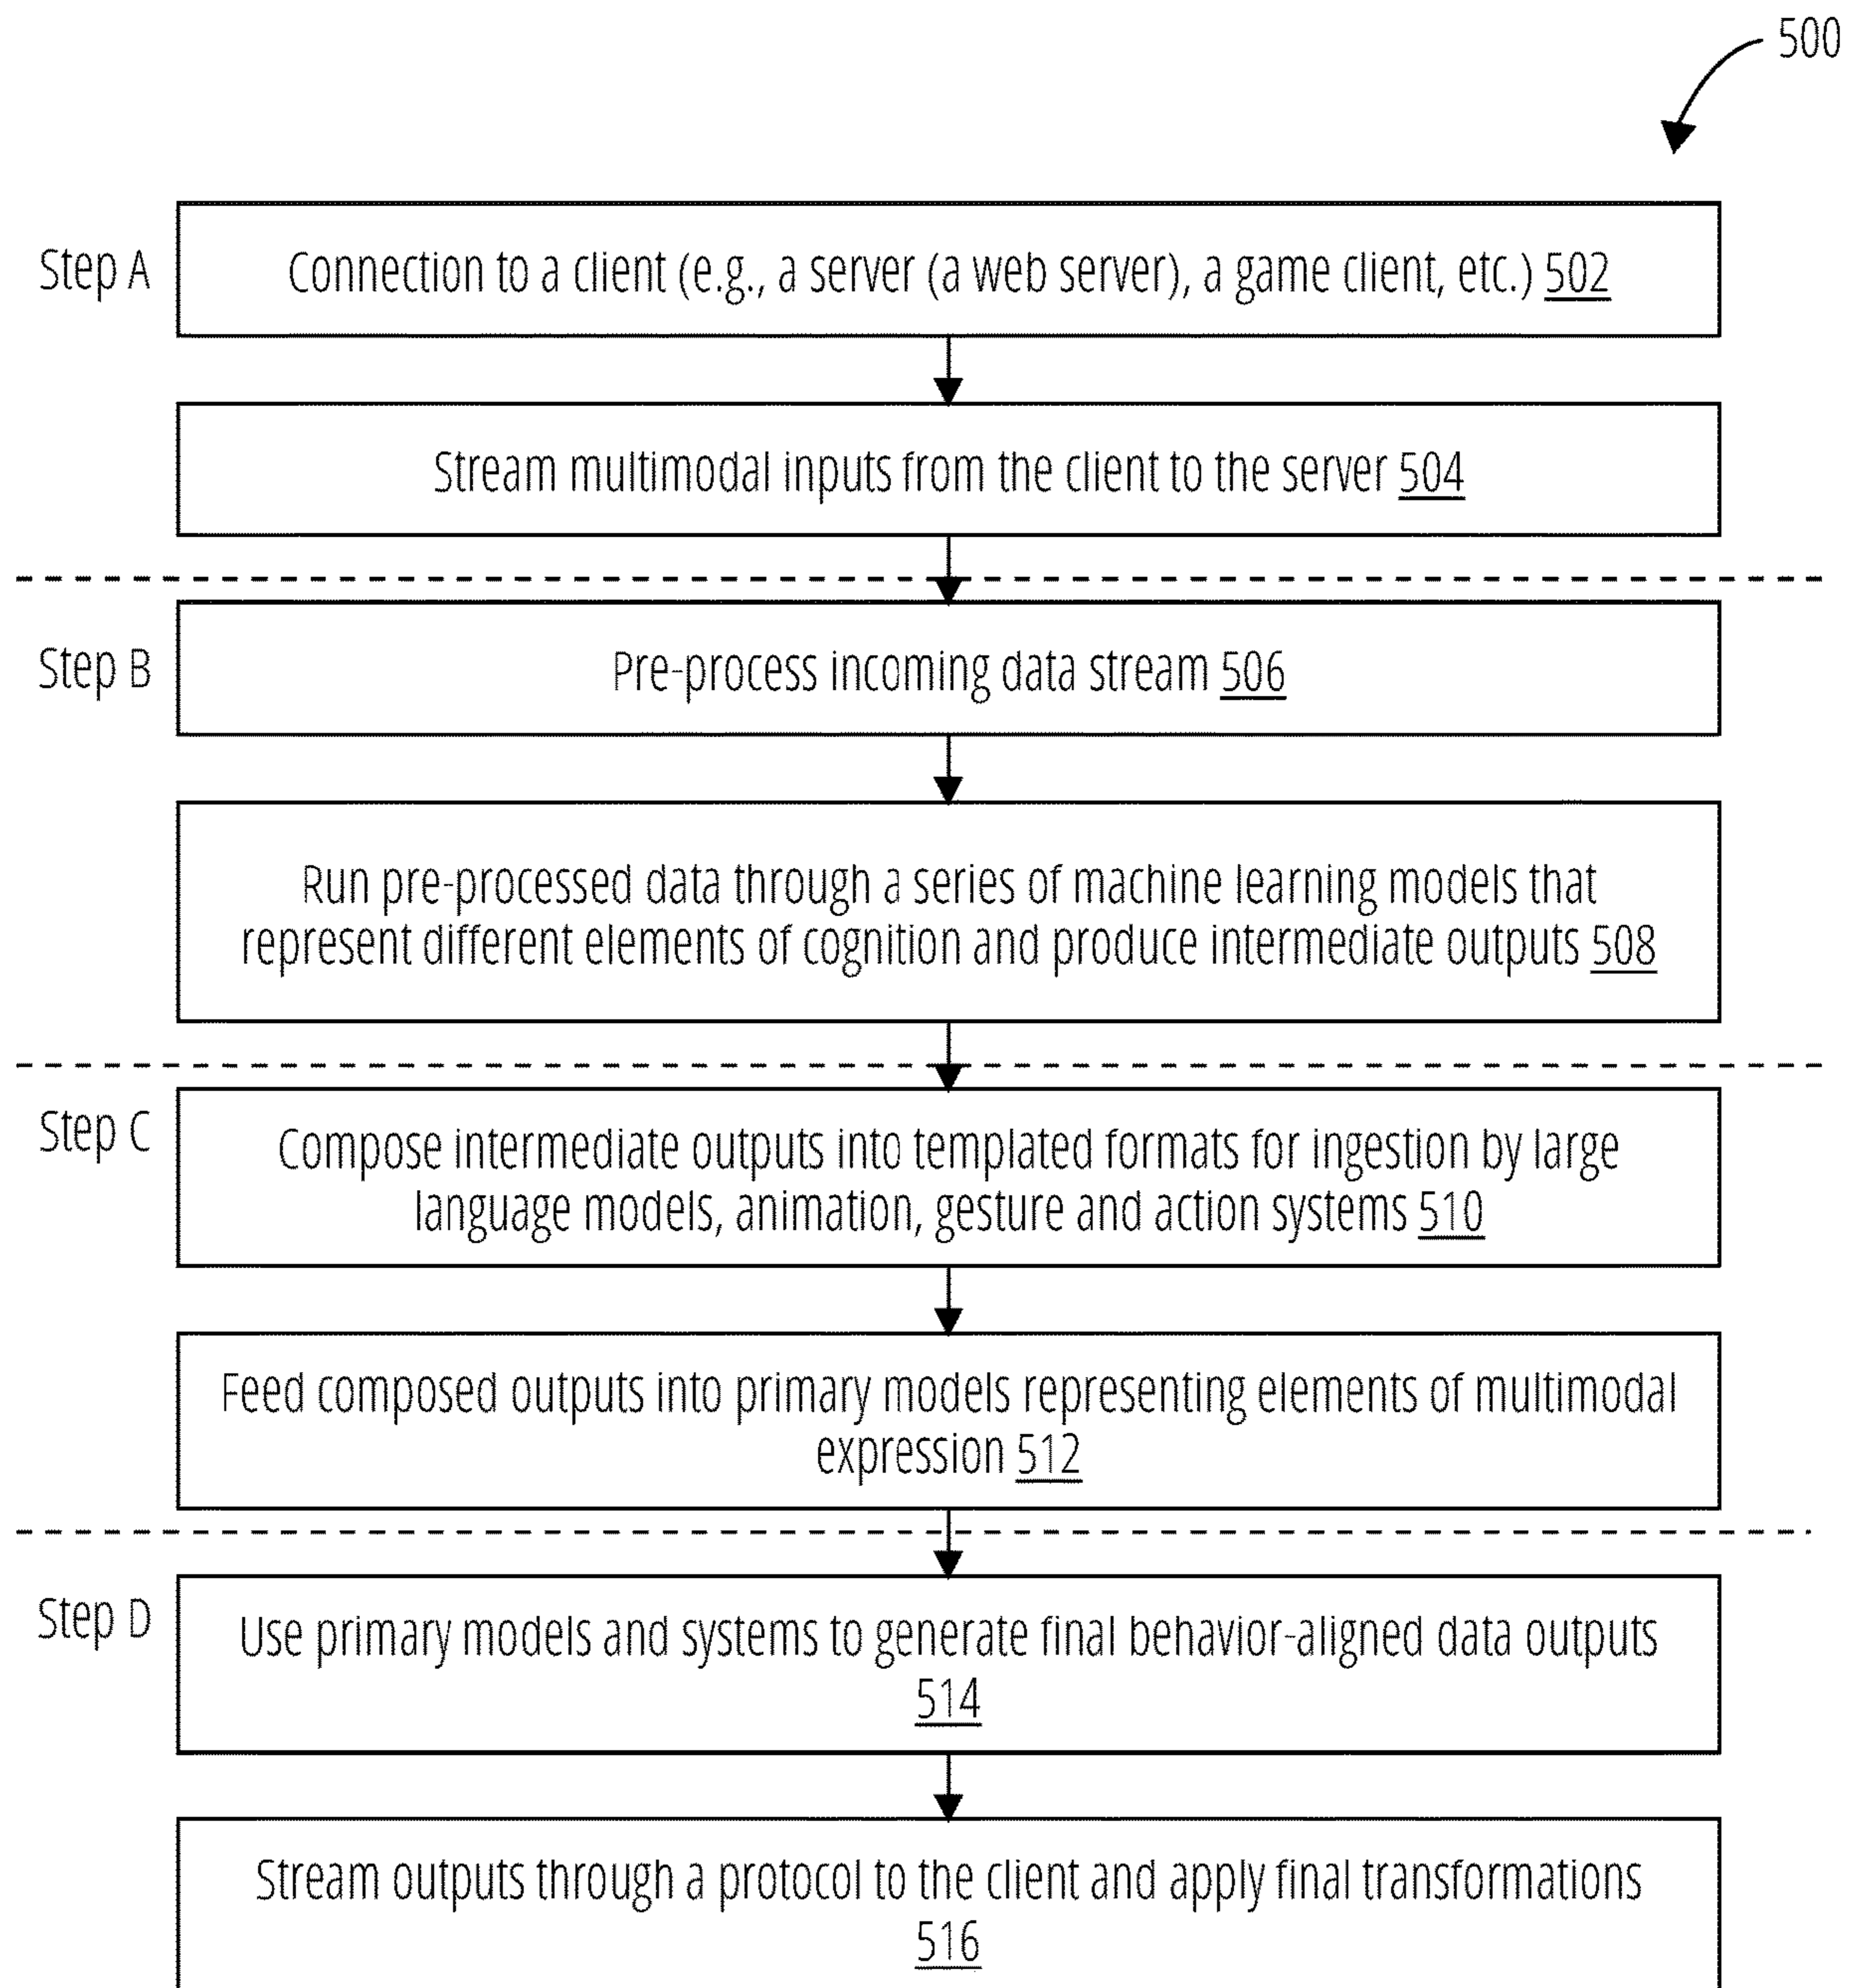 500
Step A
Connection to a client (e.g., a server (a web server), a game client, etc.) 502
Stream multimodal inputs from the client to the server 504
Step B
Pre-process incoming data stream 506
Run pre-processed data through a series of machine learning models that
represent different elements of cognition and produce intermediate outputs 508
Step C
Compose intermediate outputs into templated formats for ingestion by large
language models, animation, gesture and action systems 510
Feed composed outputs into primary models representing elements of multimodal
expression 512
Step D
Use primary models and systems to generate final behavior-aligned data outputs
514
Stream outputs through a protocol to the client and apply final transformations
516